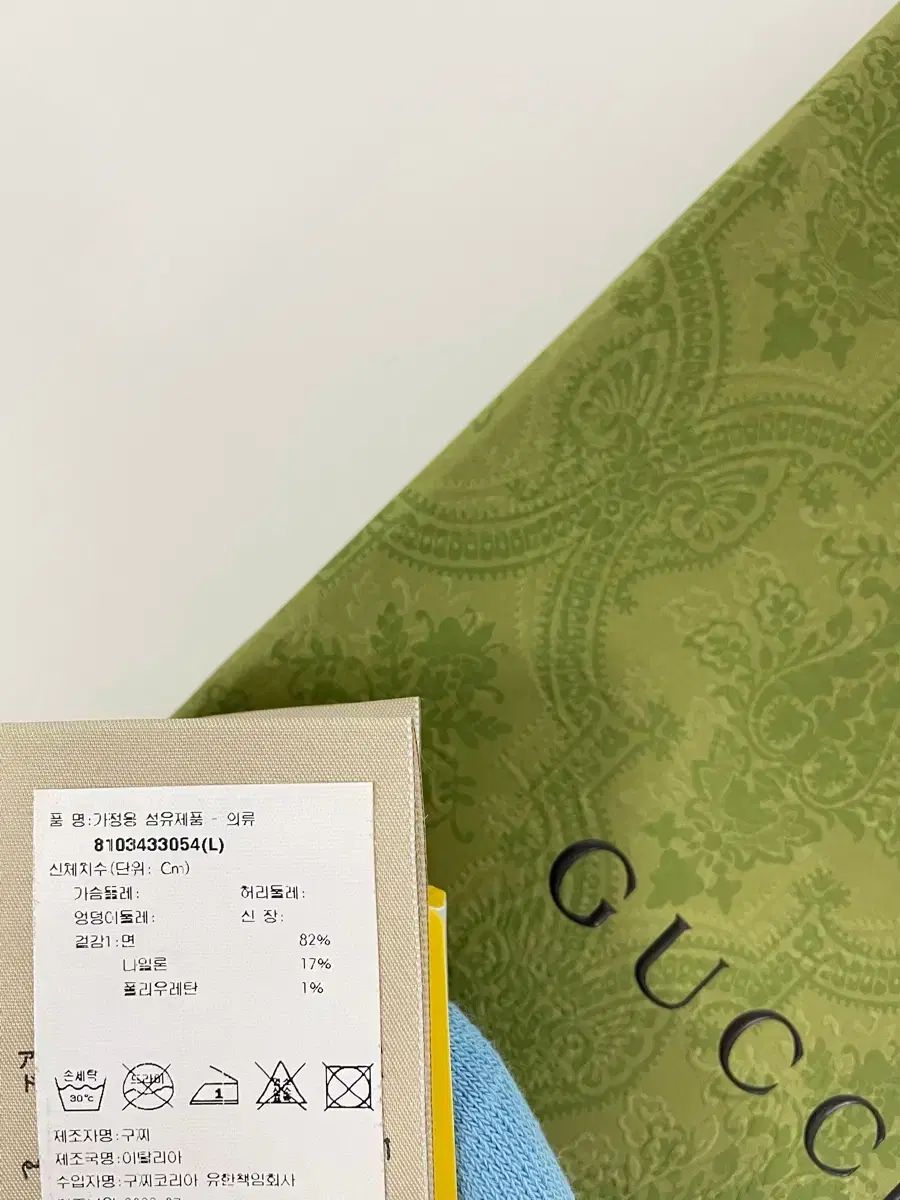 품 명:가정용 섬유제품 - 의류
8103433054(L)
신체치수(단위: Cm)
가슴둘레: 허리둘레:
엉덩이둘레: 신 장:
겉감1:면 82%
나일론 17%
폴리우레탄 1%
손세탁 30℃ 드라이 1
제조자명:구찌
제조국명:이탈리아
수입자명:구찌코리아 유한책임회사
GUCC